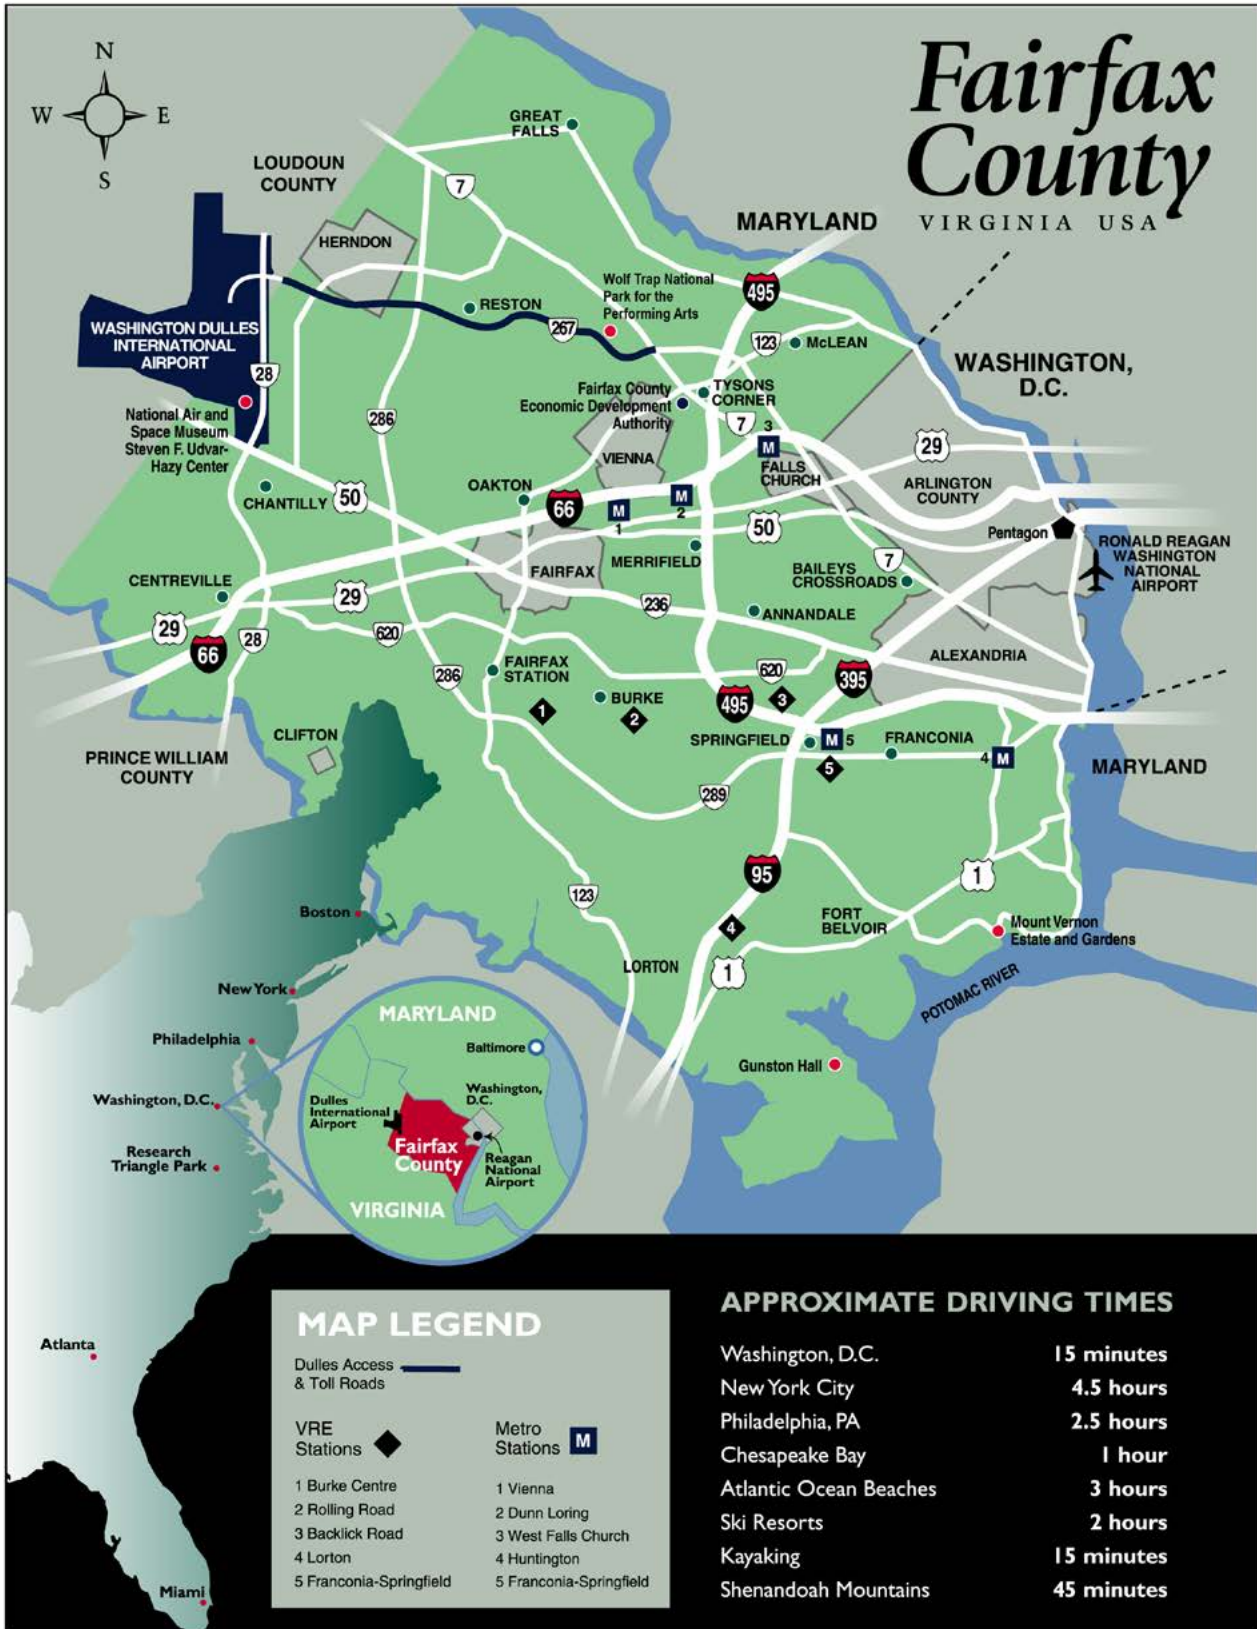 Fairfax
County
VIRGINIA USA
N
W
E
S
GREAT
FALLS
LOUDOUN
COUNTY
7
MARYLAND
HERNDON
Wolf Trap National
Park for the
Performing Arts
495
RESTON
267
123
McLEAN
WASHINGTON DULLES
INTERNATIONAL
AIRPORT
WASHINGTON,
D.C.
28
Fairfax County
Economic Development
Authority
TYSONS
CORNER
National Air and
Space Museum
Steven F. Udvar-
Hazy Center
286
7
3
M
29
VIENNA
FALLS
CHURCH
ARLINGTON
COUNTY
CHANTILLY
50
OAKTON
66
M
1
M
2
50
Pentagon
RONALD REAGAN
WASHINGTON
NATIONAL
AIRPORT
MERRIFIELD
FAIRFAX
7
BAILEYS
CROSSROADS
CENTREVILLE
29
236
ANNANDALE
29
66
28
620
286
FAIRFAX
STATION
620
395
ALEXANDRIA
BURKE
1
2
495
3
CLIFTON
SPRINGFIELD
M
5
FRANCONIA
4
M
5
PRINCE WILLIAM
COUNTY
MARYLAND
289
95
1
123
4
FORT
BELVOIR
Mount Vernon
Estate and Gardens
LORTON
1
POTOMAC RIVER
Gunston Hall
Boston
New York
Philadelphia
Washington, D.C.
Research
Triangle Park
Atlanta
Miami
MARYLAND
Baltimore
Washington,
D.C.
Dulles
International
Airport
Fairfax
County
Reagan
National
Airport
VIRGINIA
MAP LEGEND
Dulles Access
& Toll Roads
VRE
Stations
1 Burke Centre
2 Rolling Road
3 Backlick Road
4 Lorton
5 Franconia-Springfield
Metro
Stations
M
1 Vienna
2 Dunn Loring
3 West Falls Church
4 Huntington
5 Franconia-Springfield
APPROXIMATE DRIVING TIMES
Washington, D.C. 15 minutes
New York City 4.5 hours
Philadelphia, PA 2.5 hours
Chesapeake Bay 1 hour
Atlantic Ocean Beaches 3 hours
Ski Resorts 2 hours
Kayaking 15 minutes
Shenandoah Mountains 45 minutes